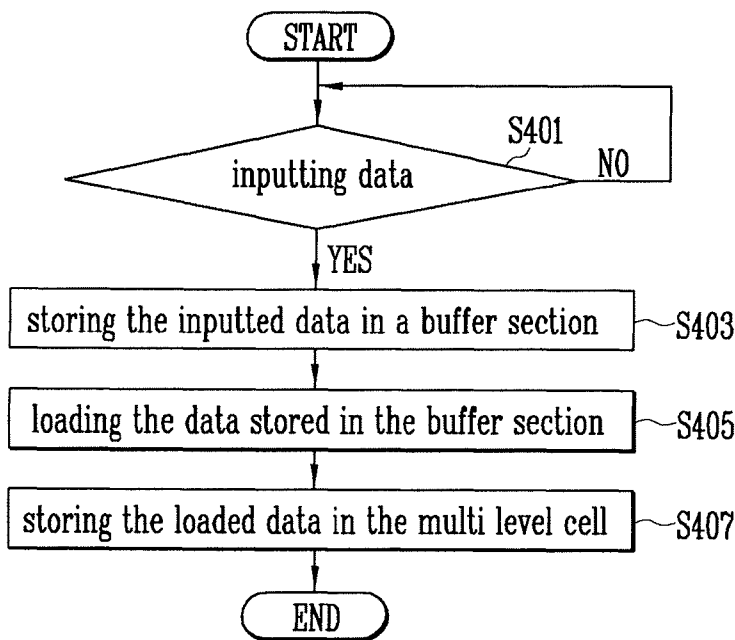 START
S401
inputting data
NO
YES
storing the inputted data in a buffer section
S403
loading the data stored in the buffer section
S405
storing the loaded data in the multi level cell
S407
END